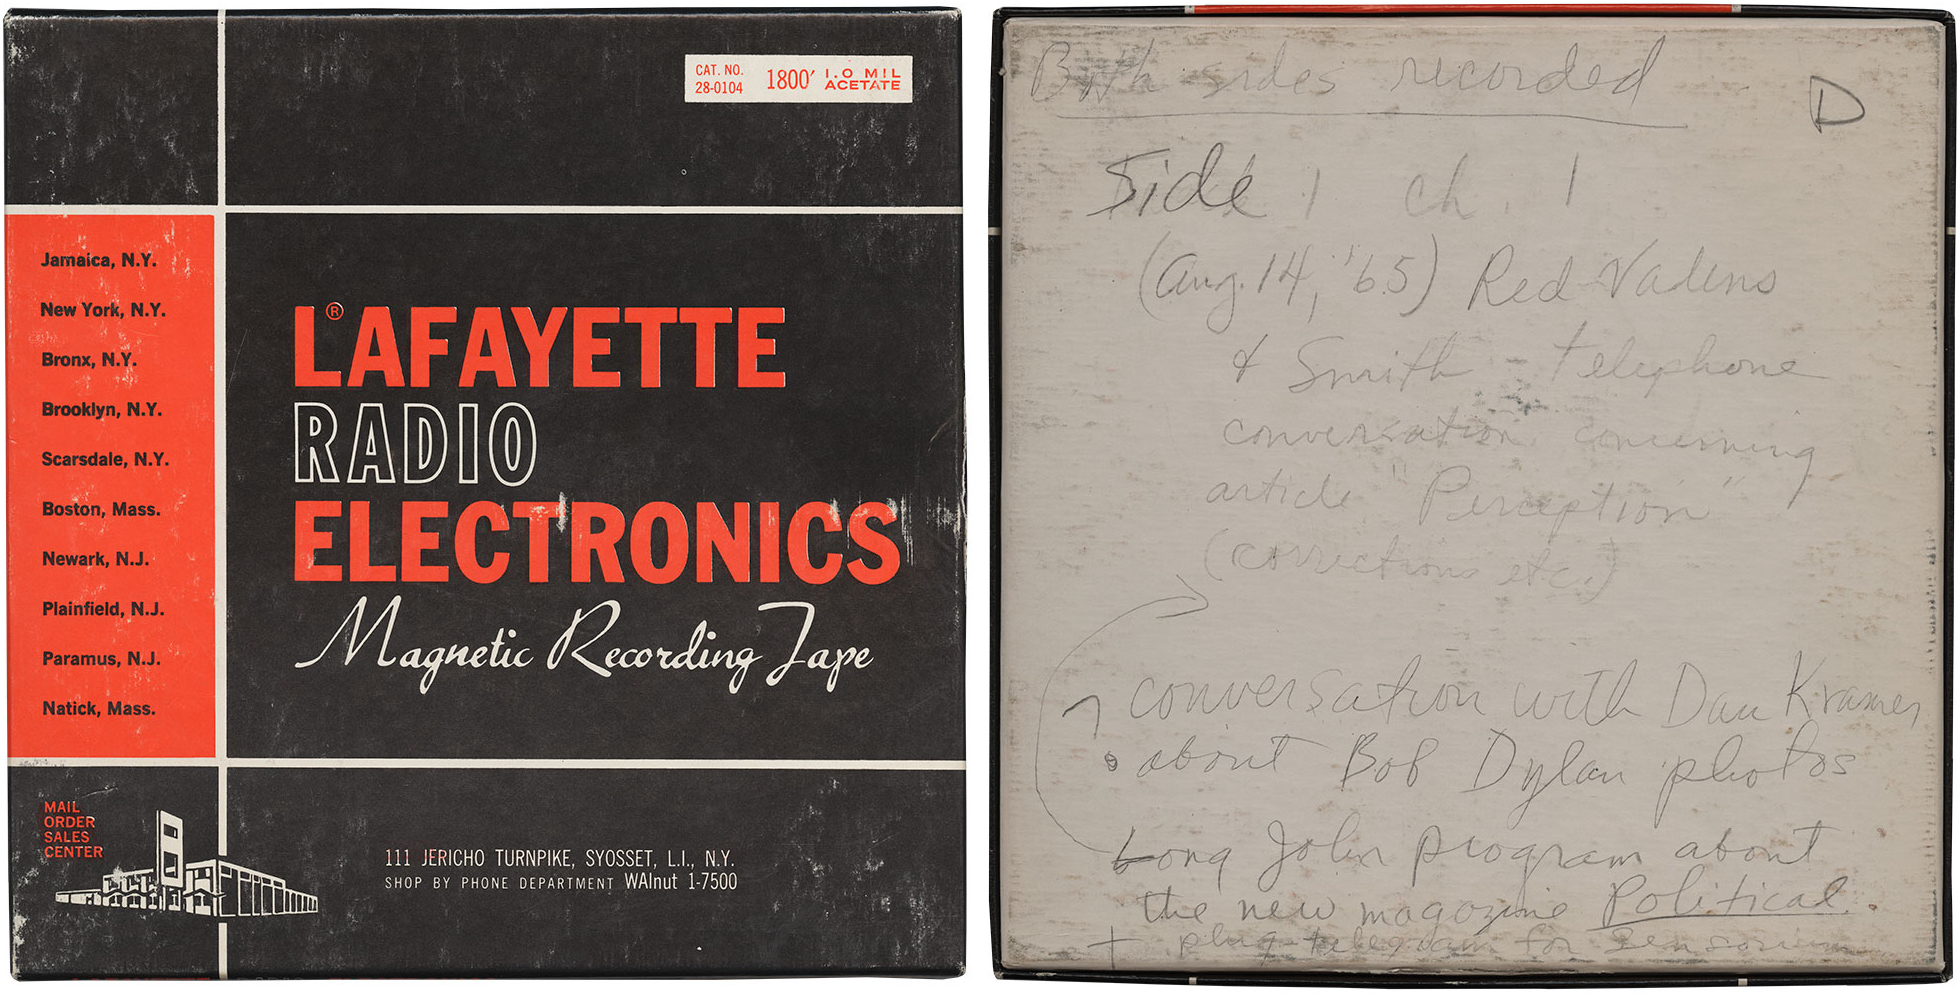 CAT. NO.
28-0104
1800' 1.0 MIL
ACETATE
Jamaica, N.Y.
New York, N.Y.
Bronx, N.Y.
Brooklyn, N.Y.
Scarsdale, N.Y.
Boston, Mass.
Newark, N.J.
Plainfield, N.J.
Paramus, N.J.
Natick, Mass.
LAFAYETTE
®
RADIO
ELECTRONICS
Magnetic Recording Tape
MAIL
ORDER
SALES
CENTER
111 JERICHO TURNPIKE, SYOSSET, L.I., N.Y.
SHOP BY PHONE DEPARTMENT WAlnut 1-7500
Both sides recorded
D
Side 1 ch. 1
(Aug. 14, '65) Red Valens
& Smith - telephone
conversation concerning
article "Perception"
(corrections etc.)
conversation with Dan Kramer
about Bob Dylan photos
Long John program about
the new magazine Political.
+ plug-telegram for Sensorium